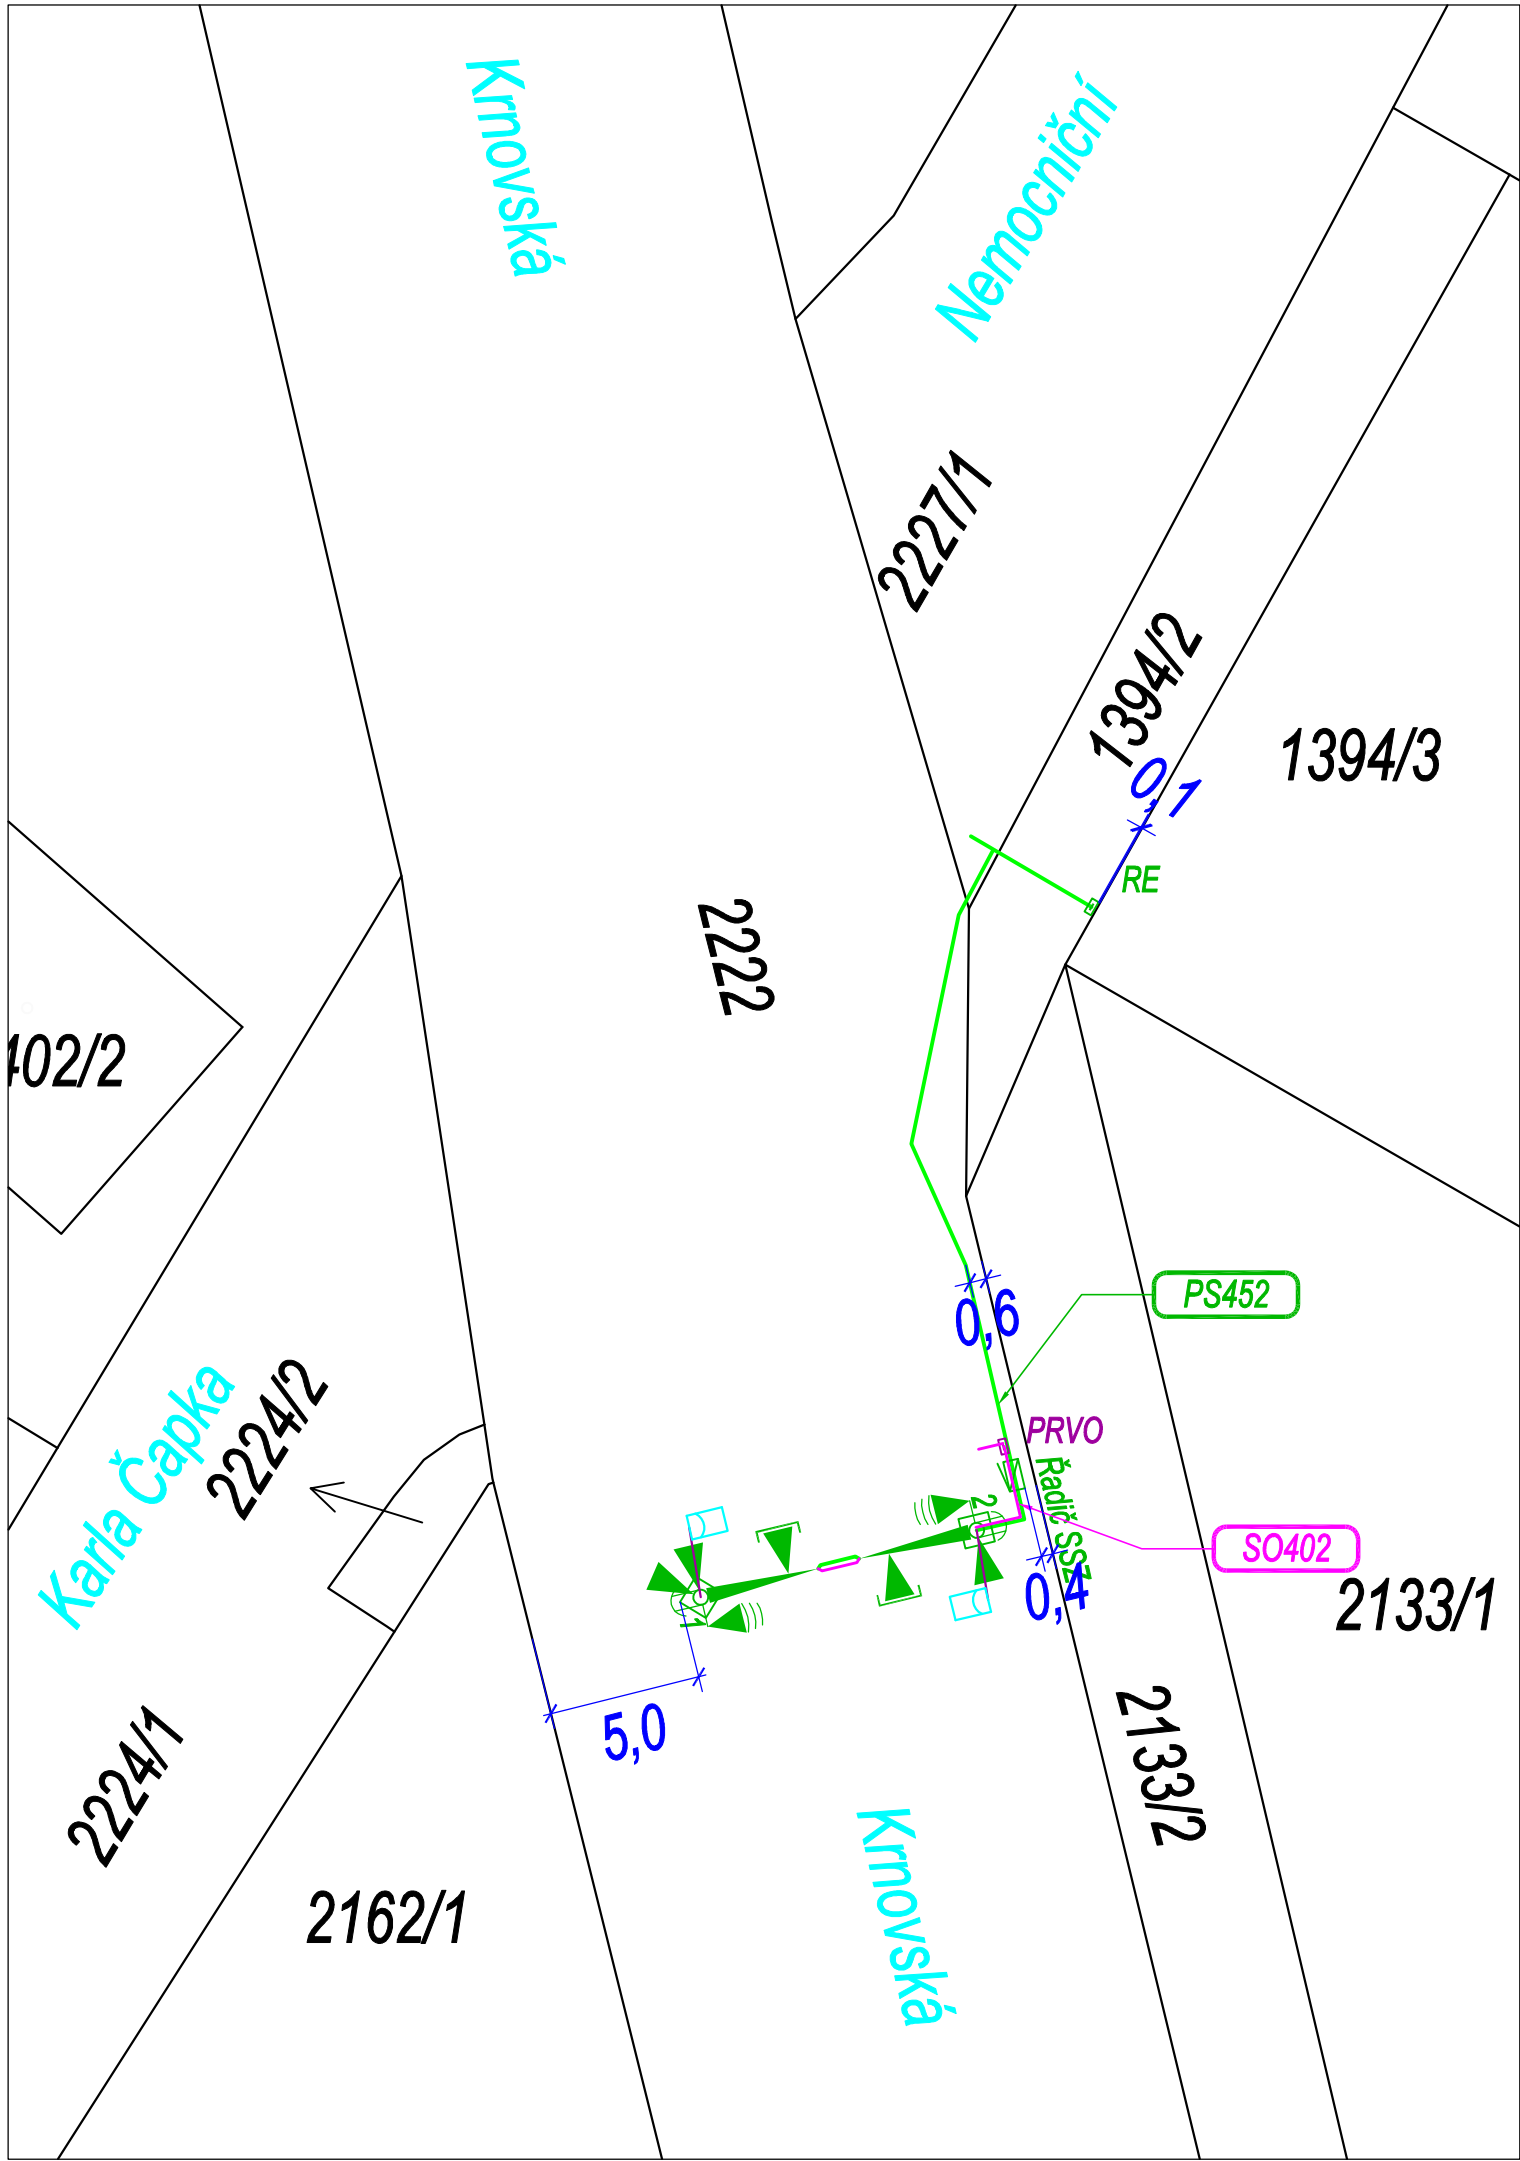 Krnovská
Nemocniční
2227/1
1394/2
1394/3
0,1
RE
2222
402/2
PS452
0,6
Karla Čapka
2224/2
PRVO
Řadič SSZ
2
SO402
0,4
1
2133/1
5,0
2224/1
2133/2
2162/1
Krnovská